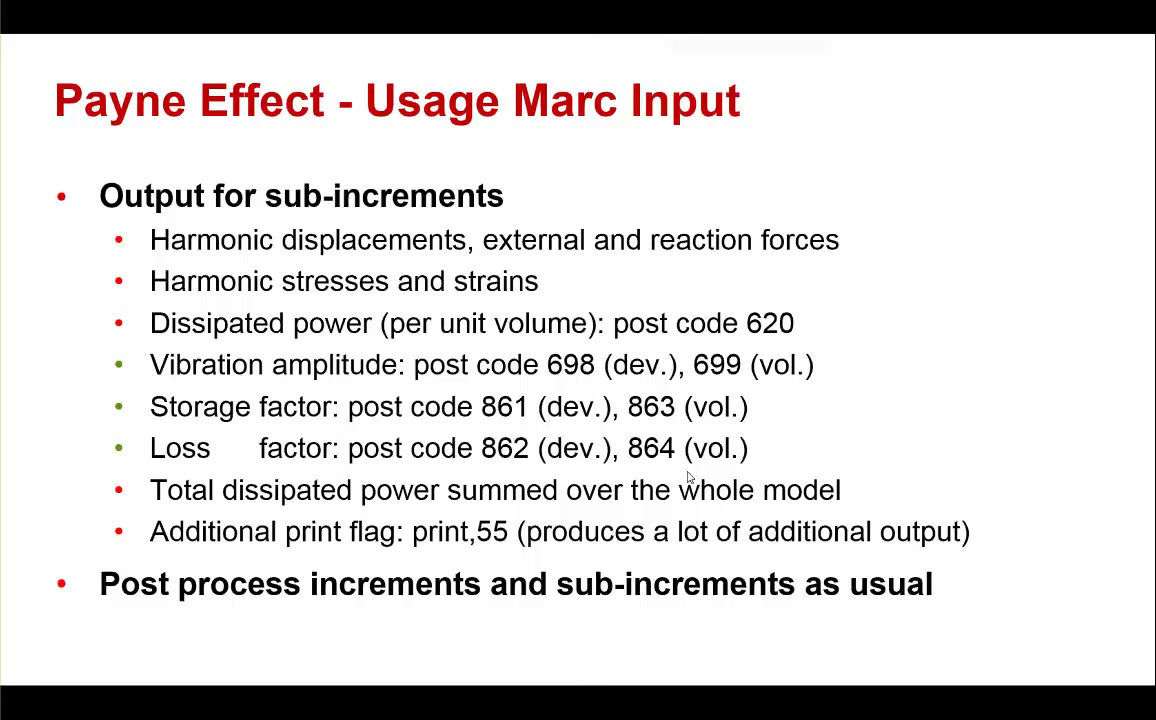 Payne Effect - Usage Marc Input
• Output for sub-increments
• Harmonic displacements, external and reaction forces
• Harmonic stresses and strains
• Dissipated power (per unit volume): post code 620
• Vibration amplitude: post code 698 (dev.), 699 (vol.)
• Storage factor: post code 861 (dev.), 863 (vol.)
• Loss factor: post code 862 (dev.), 864 (vol.)
• Total dissipated power summed over the whole model
• Additional print flag: print,55 (produces a lot of additional output)
• Post process increments and sub-increments as usual